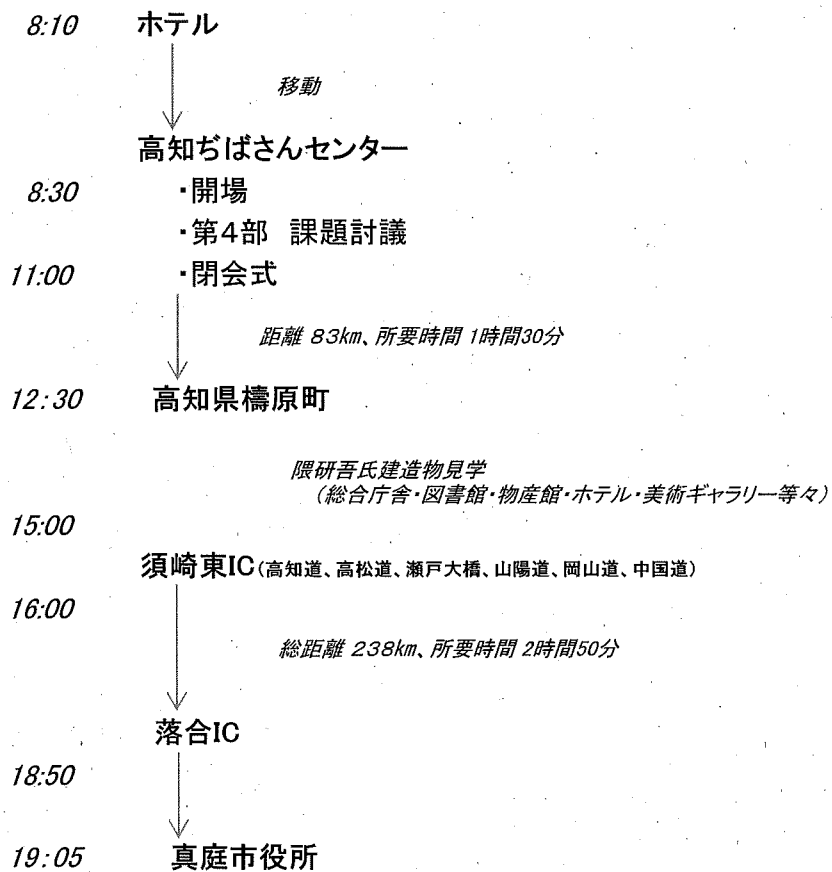 8:10 ホテル
移動
高知ぢばさんセンター
8:30 ・開場
・第4部 課題討議
11:00 ・閉会式
距離 83km、所要時間 1時間30分
12:30 高知県檮原町
隈研吾氏建造物見学
（総合庁舎・図書館・物産館・ホテル・美術ギャラリー等々）
15:00
須崎東IC（高知道、高松道、瀬戸大橋、山陽道、岡山道、中国道）
16:00
総距離 238km、所要時間 2時間50分
落合IC
18:50
19:05 真庭市役所